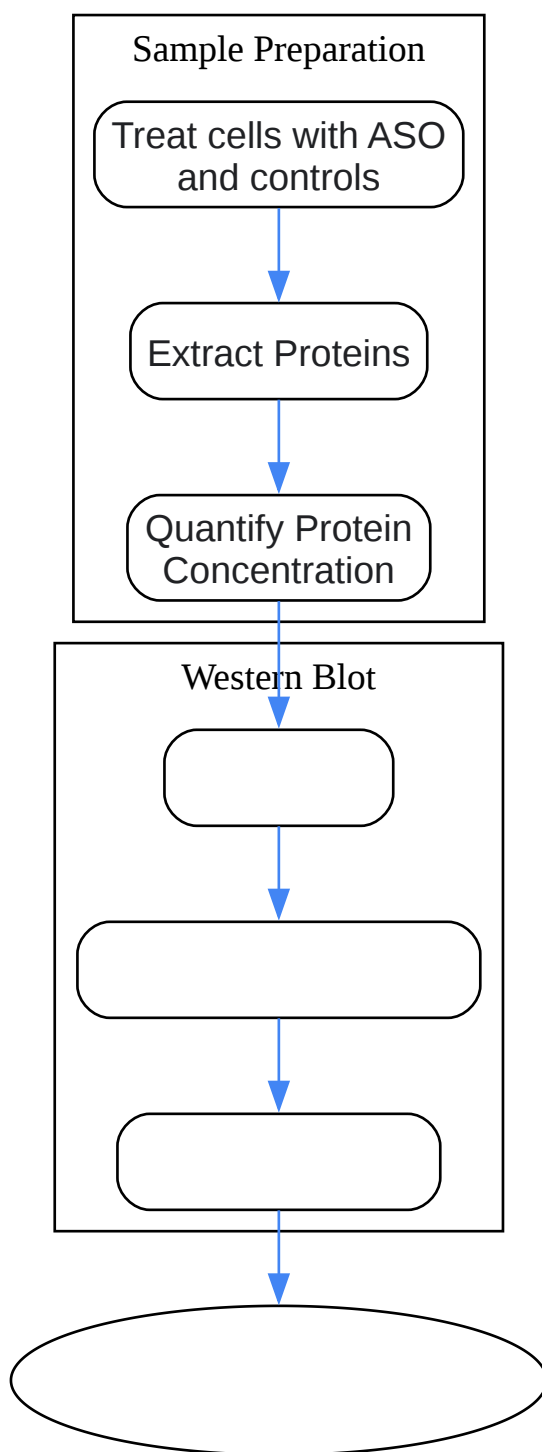 Sample Preparation
Treat cells with ASO
and controls
Extract Proteins
Quantify Protein
Concentration
Western Blot